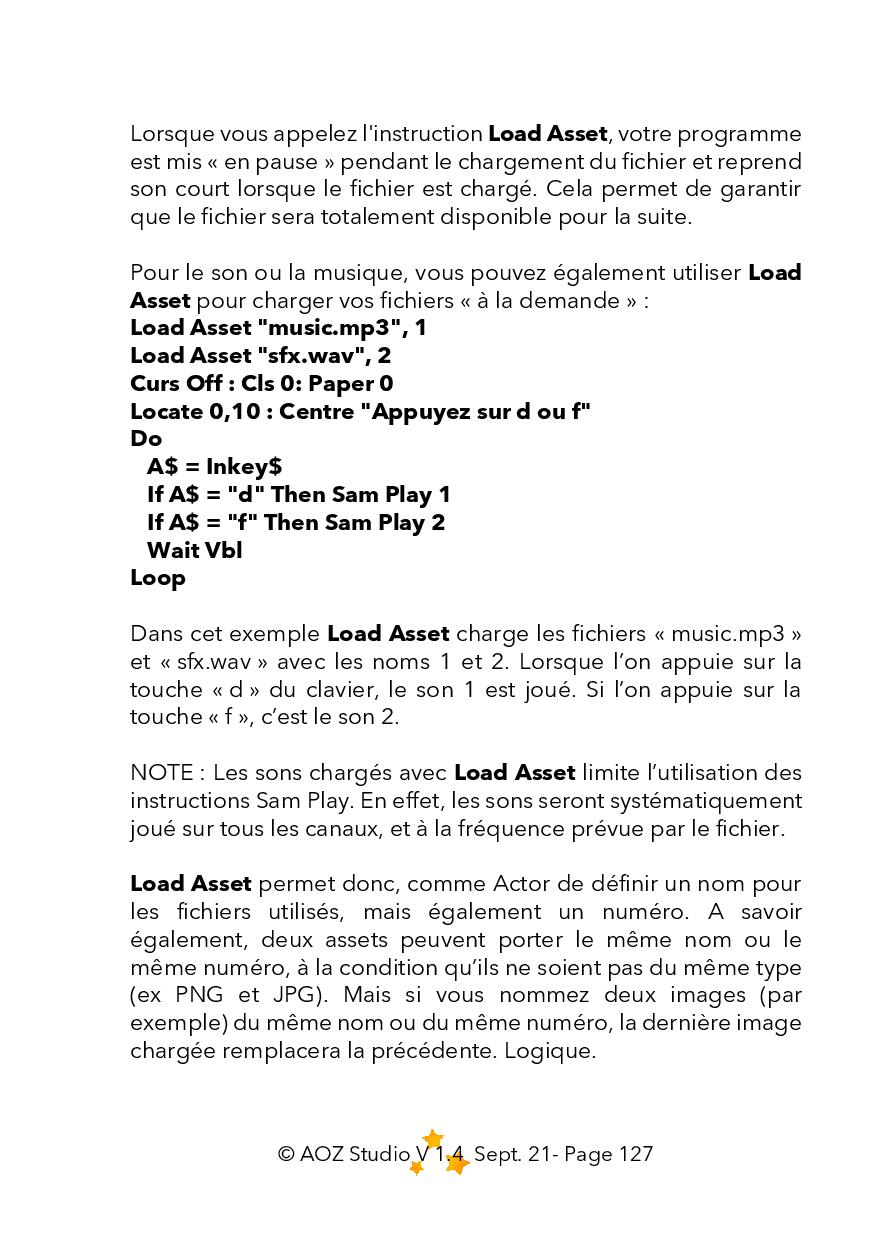 Lorsque vous appelez l'instruction Load Asset, votre programme
est mis « en pause » pendant le chargement du fichier et reprend
son court lorsque le fichier est chargé. Cela permet de garantir
que le fichier sera totalement disponible pour la suite.
Pour le son ou la musique, vous pouvez également utiliser Load
Asset pour charger vos fichiers « à la demande » :
Load Asset "music.mp3", 1
Load Asset "sfx.wav", 2
Curs Off : Cls 0: Paper 0
Locate 0,10 : Centre "Appuyez sur d ou f"
Do
A$ = Inkey$
If A$ = "d" Then Sam Play 1
If A$ = "f" Then Sam Play 2
Wait Vbl
Loop
Dans cet exemple Load Asset charge les fichiers « music.mp3 »
et « sfx.wav » avec les noms 1 et 2. Lorsque l’on appuie sur la
touche « d » du clavier, le son 1 est joué. Si l’on appuie sur la
touche « f », c’est le son 2.
NOTE : Les sons chargés avec Load Asset limite l’utilisation des
instructions Sam Play. En effet, les sons seront systématiquement
joué sur tous les canaux, et à la fréquence prévue par le fichier.
Load Asset permet donc, comme Actor de définir un nom pour
les fichiers utilisés, mais également un numéro. A savoir
également, deux assets peuvent porter le même nom ou le
même numéro, à la condition qu’ils ne soient pas du même type
(ex PNG et JPG). Mais si vous nommez deux images (par
exemple) du même nom ou du même numéro, la dernière image
chargée remplacera la précédente. Logique.
© AOZ Studio V 1.4 Sept. 21- Page 127